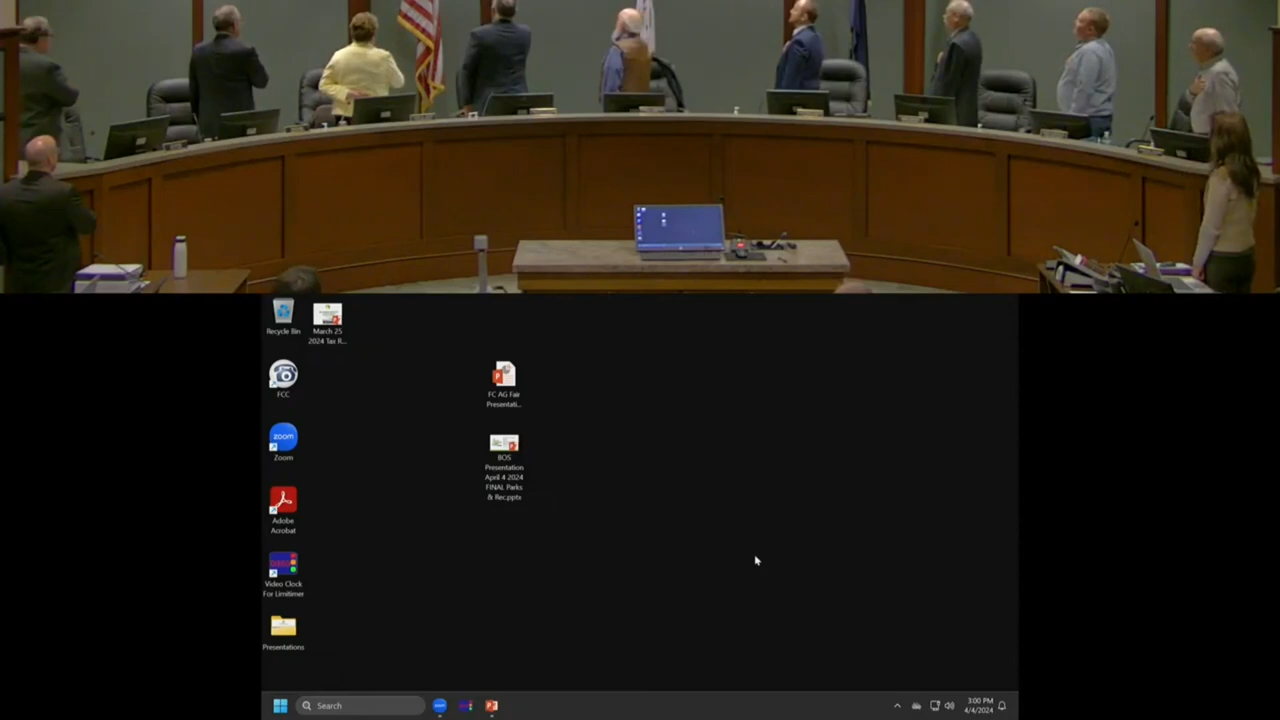 Recycle Bin
March 25
2024 Tax R...
FCC
FC AG Fair
Presentati...
zoom
Zoom
BOS
Presentation
April 4 2024
FINAL Parks
& Rec.pptx
Adobe
Acrobat
Video Clock
For Limitimer
Presentations
Search
3:00 PM
4/4/2024